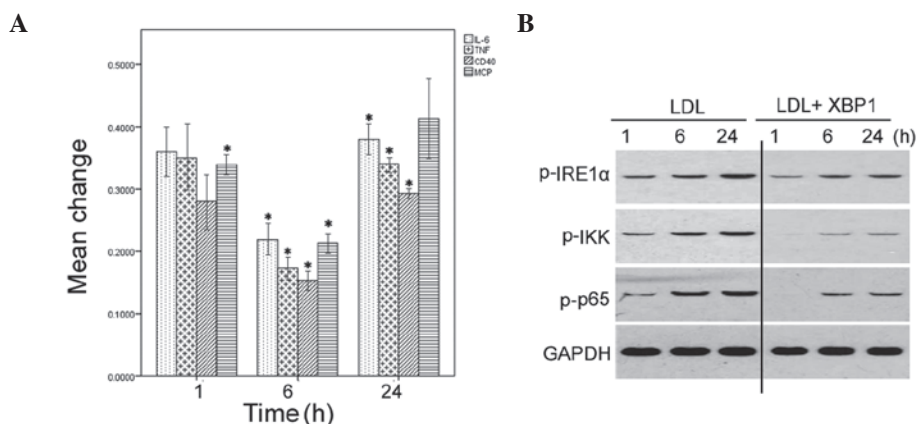 A
Mean change
0.5000
0.4000
0.3000
0.2000
0.1000
0.0000
* * * * * * * *
1 6 24
Time (h)
IL-6
TNF
CD40
MCP
B
LDL LDL+ XBP1
1 6 24 1 6 24 (h)
p-IRE1α
p-IKK
p-p65
GAPDH